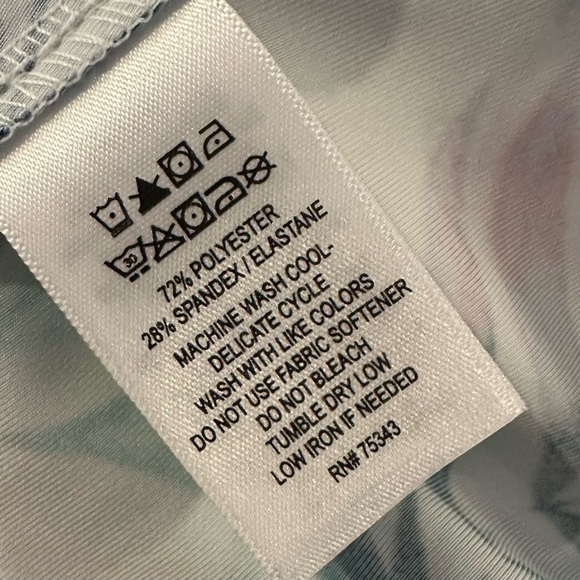 30
72% POLYESTER
28% SPANDEX / ELASTANE
MACHINE WASH COOL-
DELICATE CYCLE
WASH WITH LIKE COLORS
DO NOT USE FABRIC SOFTENER
DO NOT BLEACH
TUMBLE DRY LOW
LOW IRON IF NEEDED
RN# 75343